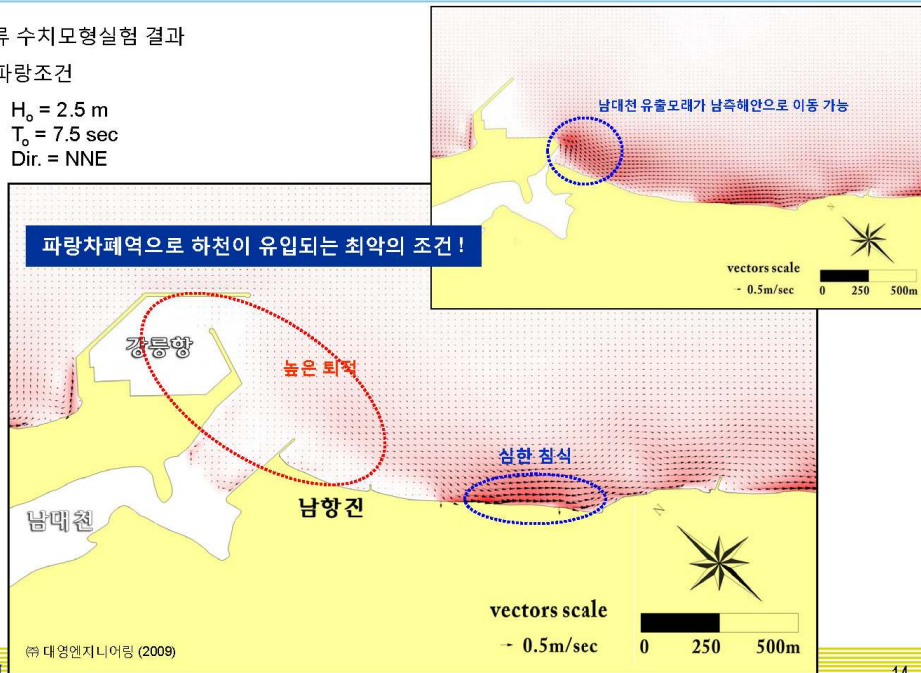 류 수치모형실험 결과
파랑조건
Ho = 2.5 m
To = 7.5 sec
Dir. = NNE
남대천 유출모래가 남측해안으로 이동 가능
N
vectors scale
→ 0.5m/sec
0 250 500m
파랑차폐역으로 하천이 유입되는 최악의 조건 !
강릉항
높은 퇴적
심한 침식
남항진
남대천
N
vectors scale
→ 0.5m/sec
0 250 500m
㈜ 대영엔지니어링 (2009)
14